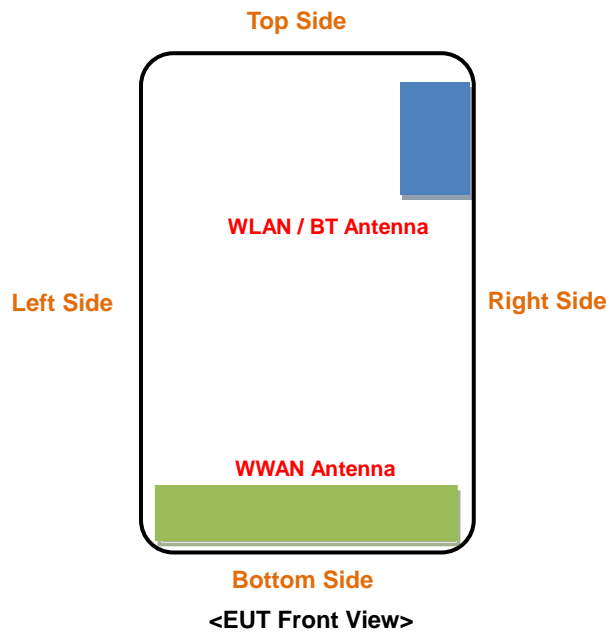 Top Side
WLAN / BT Antenna
Left Side
Right Side
WWAN Antenna
Bottom Side
<EUT Front View>